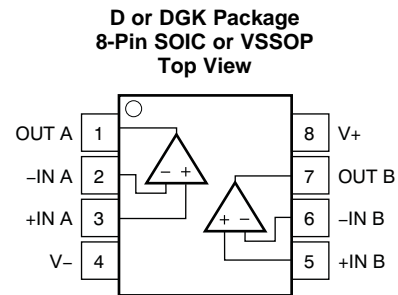 D or DGK Package
8-Pin SOIC or VSSOP
Top View
OUT A 1 8 V+
–IN A 2 7 OUT B
+IN A 3 6 –IN B
V– 4 5 +IN B
– +
+ –